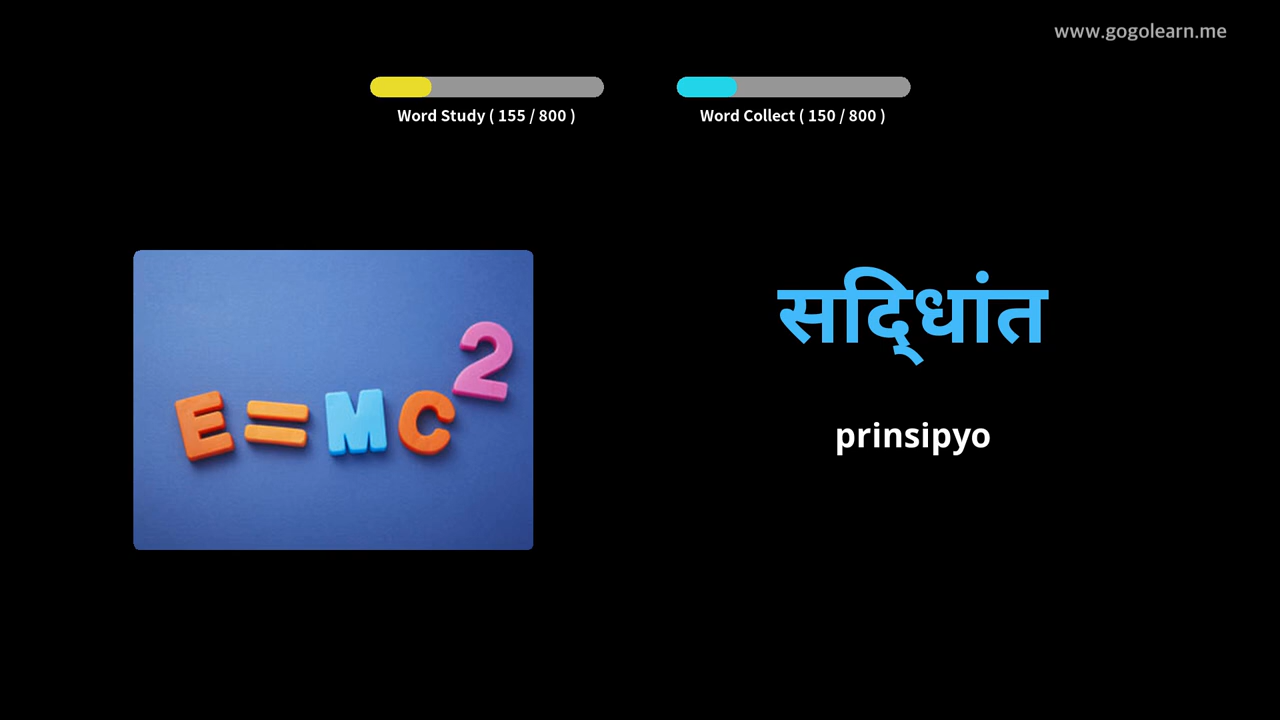 www.gogolearn.me
Word Study ( 155 / 800 )
Word Collect ( 150 / 800 )
E=MC²
सद्धिांत
prinsipyo